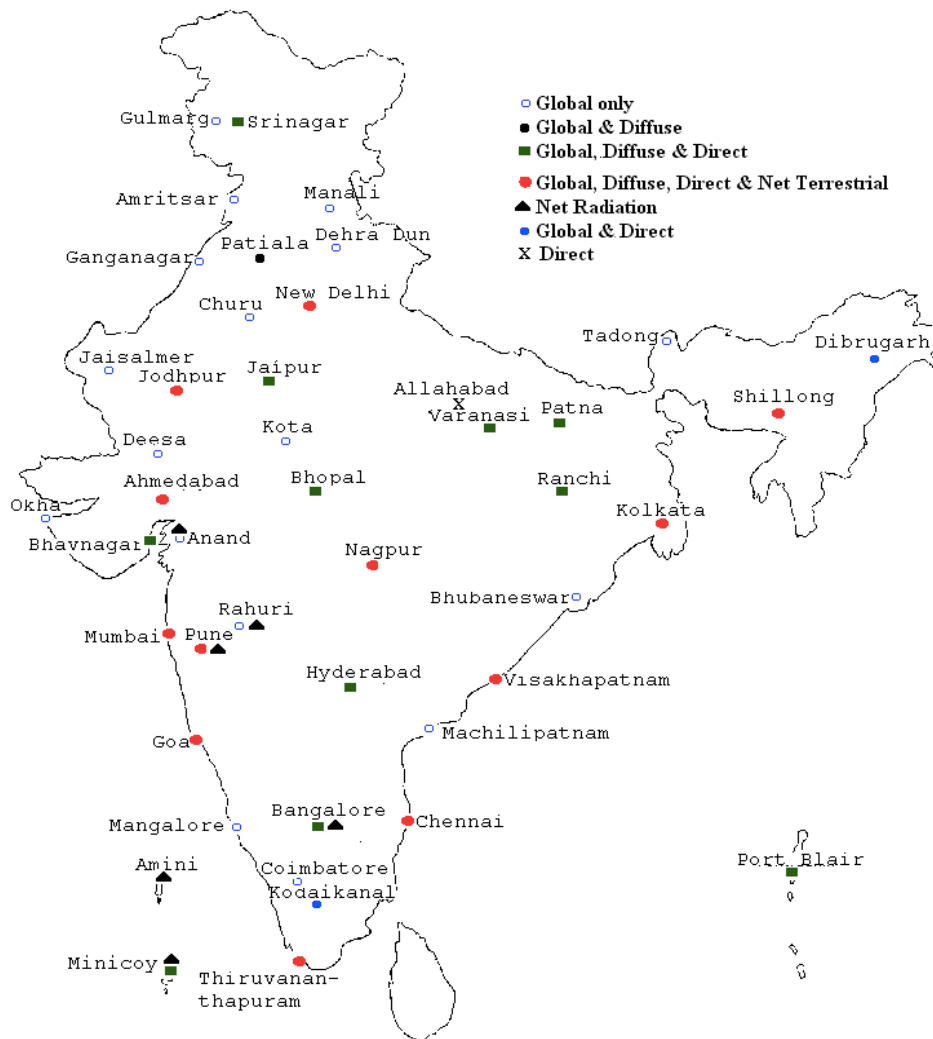 Global only
Gulmarg
Srinagar
Global & Diffuse
Global, Diffuse & Direct
Global, Diffuse, Direct & Net Terrestrial
Amritsar
Manali
Net Radiation
Global & Direct
Patiala
Dehra Dun
X Direct
Ganganagar
New Delhi
Churu
Tadong
Dibrugarh
Jaisalmer
Jaipur
Jodhpur
Allahabad
X
Shillong
Varanasi
Patna
Deesa
Kota
Ahmedabad
Bhopal
Ranchi
Okha
Kolkata
Bhavnagar
Anand
Nagpur
Bhubaneswar
Rahuri
Mumbai
Pune
Hyderabad
Visakhapatnam
Goa
Machilipatnam
Bangalore
Mangalore
Chennai
Amini
Coimbatore
Port Blair
Kodaikanal
Minicoy
Thiruvanan-
thapuram